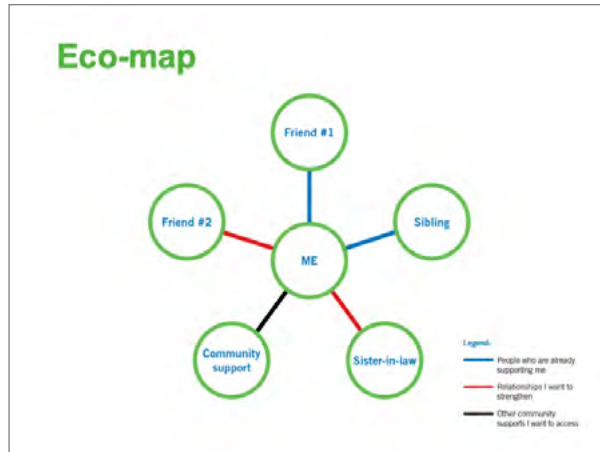 Eco-map
Friend #1
Friend #2
Sibling
ME
Community
support
Sister-in-law
Legend:
People who are already
supporting me
Relationships I want to
strengthen
Other community
supports I want to access